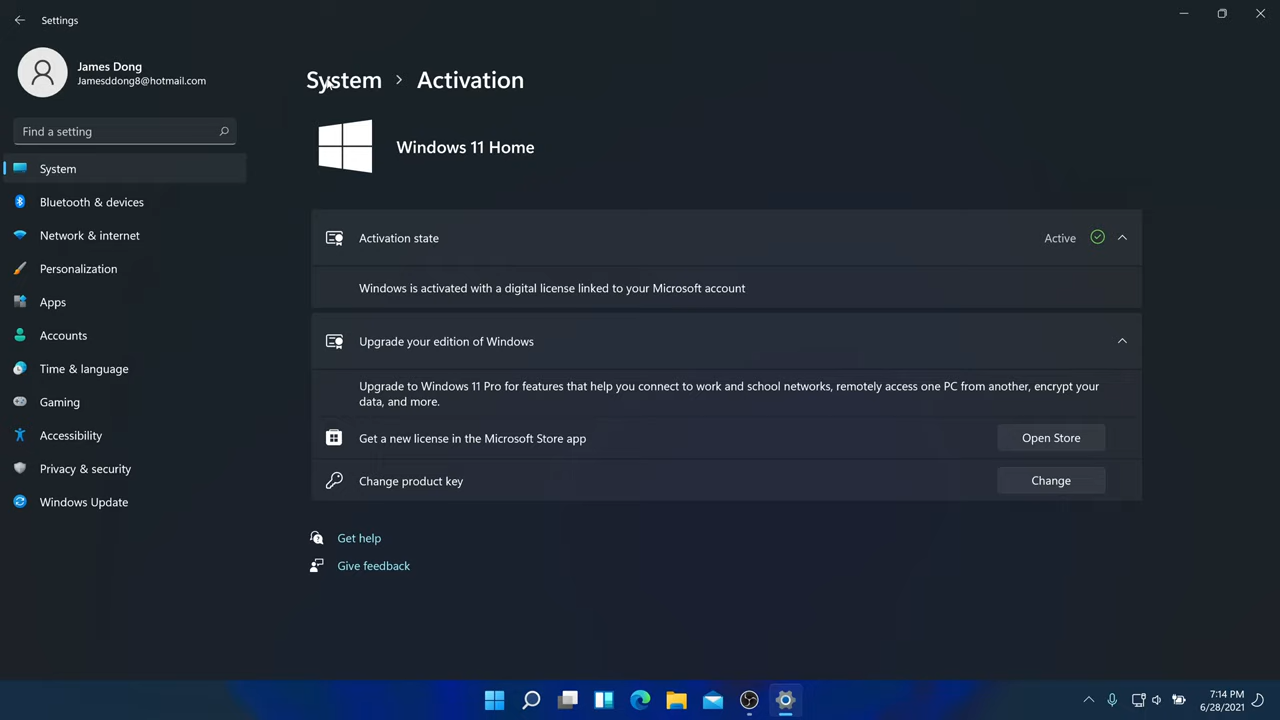 Settings
James Dong
Jamesddong8@hotmail.com
Find a setting
System
Bluetooth & devices
Network & internet
Personalization
Apps
Accounts
Time & language
Gaming
Accessibility
Privacy & security
Windows Update
System > Activation
Windows 11 Home
Activation state
Active
Windows is activated with a digital license linked to your Microsoft account
Upgrade your edition of Windows
Upgrade to Windows 11 Pro for features that help you connect to work and school networks, remotely access one PC from another, encrypt your
data, and more.
Get a new license in the Microsoft Store app
Open Store
Change product key
Change
Get help
Give feedback
7:14 PM
6/28/2021